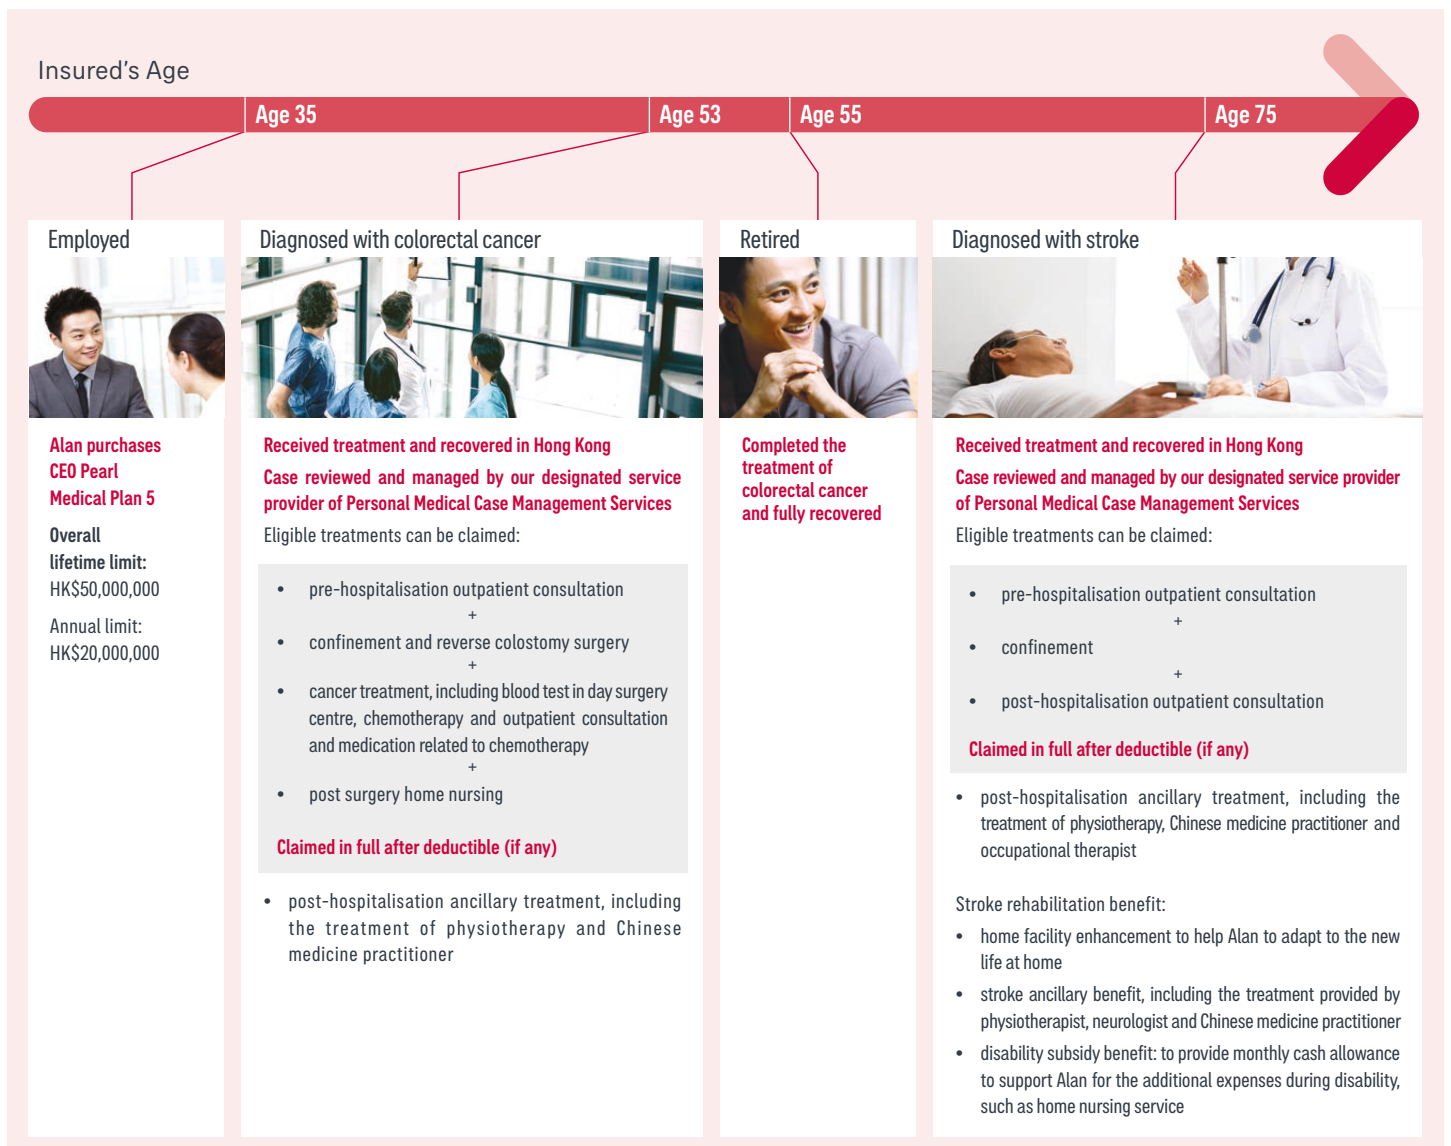 Insured's Age
Age 35
Age 53
Age 55
Age 75
Employed
Alan purchases
CEO Pearl
Medical Plan 5
Overall
lifetime limit:
HK$50,000,000
Annual limit:
HK$20,000,000
Diagnosed with colorectal cancer
Received treatment and recovered in Hong Kong
Case reviewed and managed by our designated service
provider of Personal Medical Case Management Services
Eligible treatments can be claimed:
• pre-hospitalisation outpatient consultation
+
• confinement and reverse colostomy surgery
+
• cancer treatment, including blood test in day surgery
centre, chemotherapy and outpatient consultation
and medication related to chemotherapy
+
• post surgery home nursing
Claimed in full after deductible (if any)
• post-hospitalisation ancillary treatment, including
the treatment of physiotherapy and Chinese
medicine practitioner
Retired
Completed the
treatment of
colorectal cancer
and fully recovered
Diagnosed with stroke
Received treatment and recovered in Hong Kong
Case reviewed and managed by our designated service provider
of Personal Medical Case Management Services
Eligible treatments can be claimed:
• pre-hospitalisation outpatient consultation
+
• confinement
+
• post-hospitalisation outpatient consultation
Claimed in full after deductible (if any)
• post-hospitalisation ancillary treatment, including the
treatment of physiotherapy, Chinese medicine practitioner and
occupational therapist
Stroke rehabilitation benefit:
• home facility enhancement to help Alan to adapt to the new
life at home
• stroke ancillary benefit, including the treatment provided by
physiotherapist, neurologist and Chinese medicine practitioner
• disability subsidy benefit: to provide monthly cash allowance
to support Alan for the additional expenses during disability,
such as home nursing service